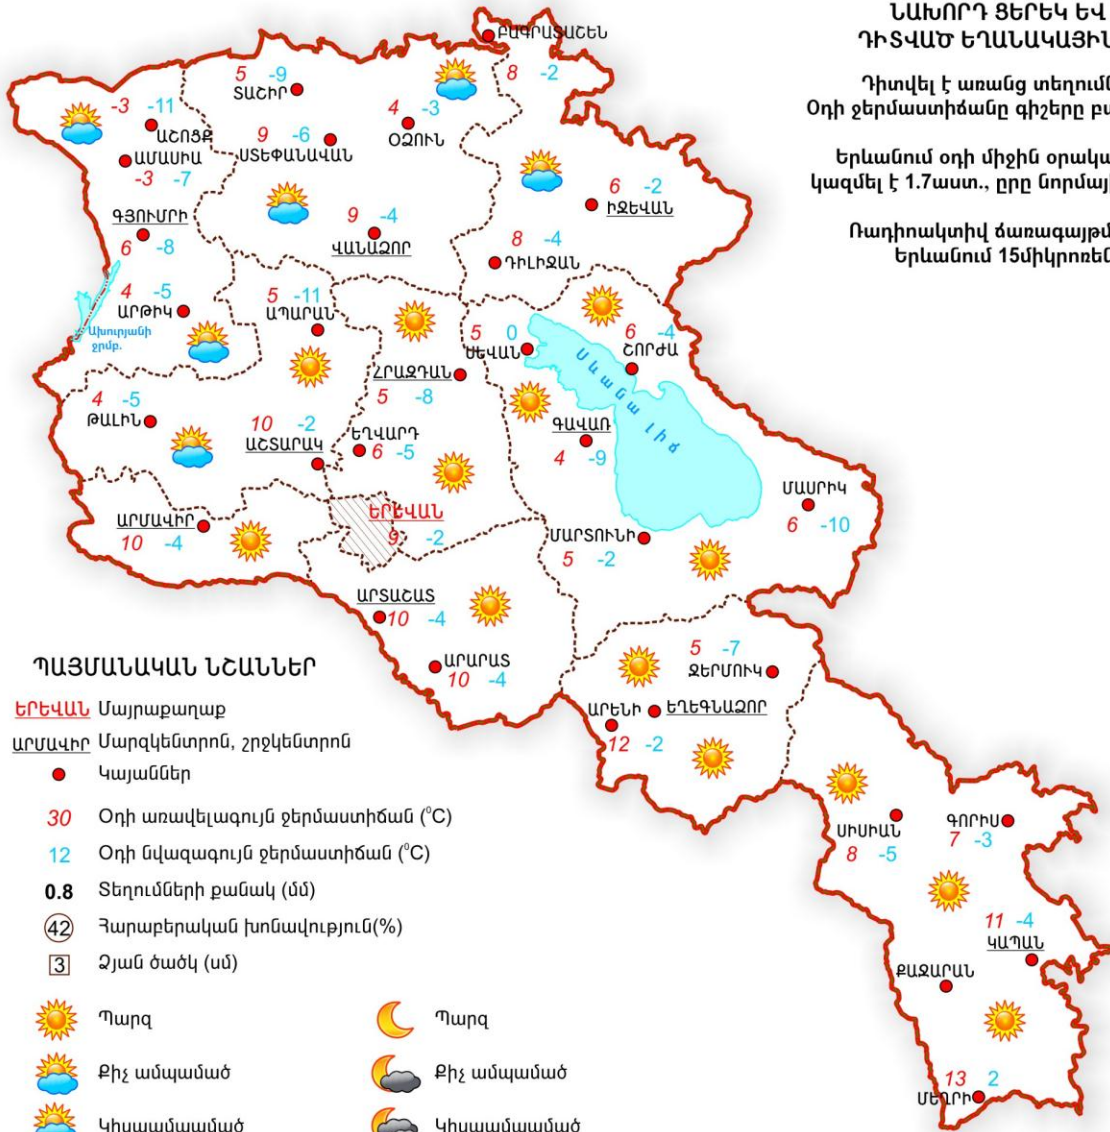 ՆԱԽՈՐԴ ՑԵՐԵԿ ԵՎ
ԴԻՏՎԱԾ ԵՂԱՆԱԿԱՅԻՆ
Դիտվել է առանց տեղումն
Օդի ջերմաստիճանը գիշերը բա
Երևանում օդի միջին օրակա
կազմել է 1.7աստ., ըրը նորմայի
Ռադիոակտիվ ճառագայթմ
Երևանում 15միկրոռեն
ԲԱԳՐԱՏԱՇԵՆ
8 -2
5 -9
ՏԱՇԻՐ
-3 -11
ԱՇՈՑՔ
4 -3
ՕՁՈՒՆ
9 -6
ՍՏԵՓԱՆԱՎԱՆ
ԱՄԱՍԻԱ
-3 -7
6 -2
ԻՋԵՎԱՆ
ԳՅՈՒՄՐԻ
6 -8
9 -4
ՎԱՆԱՁՈՐ
8 -4
ԴԻԼԻՋԱՆ
4 -5
ԱՐԹԻԿ
5 -11
ԱՊԱՐԱՆ
Ախուրյանի
ջրմբ.
5 0
ՍԵՎԱՆ
6 -4
ՇՈՐԺԱ
Սևանա լիճ
ՀՐԱԶԴԱՆ
5 -8
4 -5
ԹԱԼԻՆ
10 -2
ԱՇՏԱՐԱԿ
ԵՂՎԱՐԴ
6 -5
ԳԱՎԱՌ
4 -9
ՄԱՍՐԻԿ
6 -10
ԱՐՄԱՎԻՐ
10 -4
ԵՐԵՎԱՆ
9 -2
ՄԱՐՏՈՒՆԻ
5 -2
ԱՐՏԱՇԱՏ
10 -4
ԱՐԱՐԱՏ
10 -4
5 -7
ՋԵՐՄՈՒԿ
ԱՐԵՆԻ
12 -2
ԵՂԵԳՆԱՁՈՐ
ՍԻՍԻԱՆ
8 -5
ԳՈՐԻՍ
7 -3
11 -4
ԿԱՊԱՆ
ՔԱՋԱՐԱՆ
13 2
ՄԵՂՐԻ
ՊԱՅՄԱՆԱԿԱՆ ՆՇԱՆՆԵՐ
ԵՐԵՎԱՆ Մայրաքաղաք
ԱՐՄԱՎԻՐ Մարզկենտրոն, շրջկենտրոն
Կայաններ
30 Օդի առավելագույն ջերմաստիճան (⁰C)
12 Օդի նվազագույն ջերմաստիճան (⁰C)
0.8 Տեղումների քանակ (մմ)
42 Հարաբերական խոնավություն(%)
3 Ձյան ծածկ (սմ)
Պարզ Պարզ
Քիչ ամպամած Քիչ ամպամած
Կիսաամպամած Կիսաամպամած